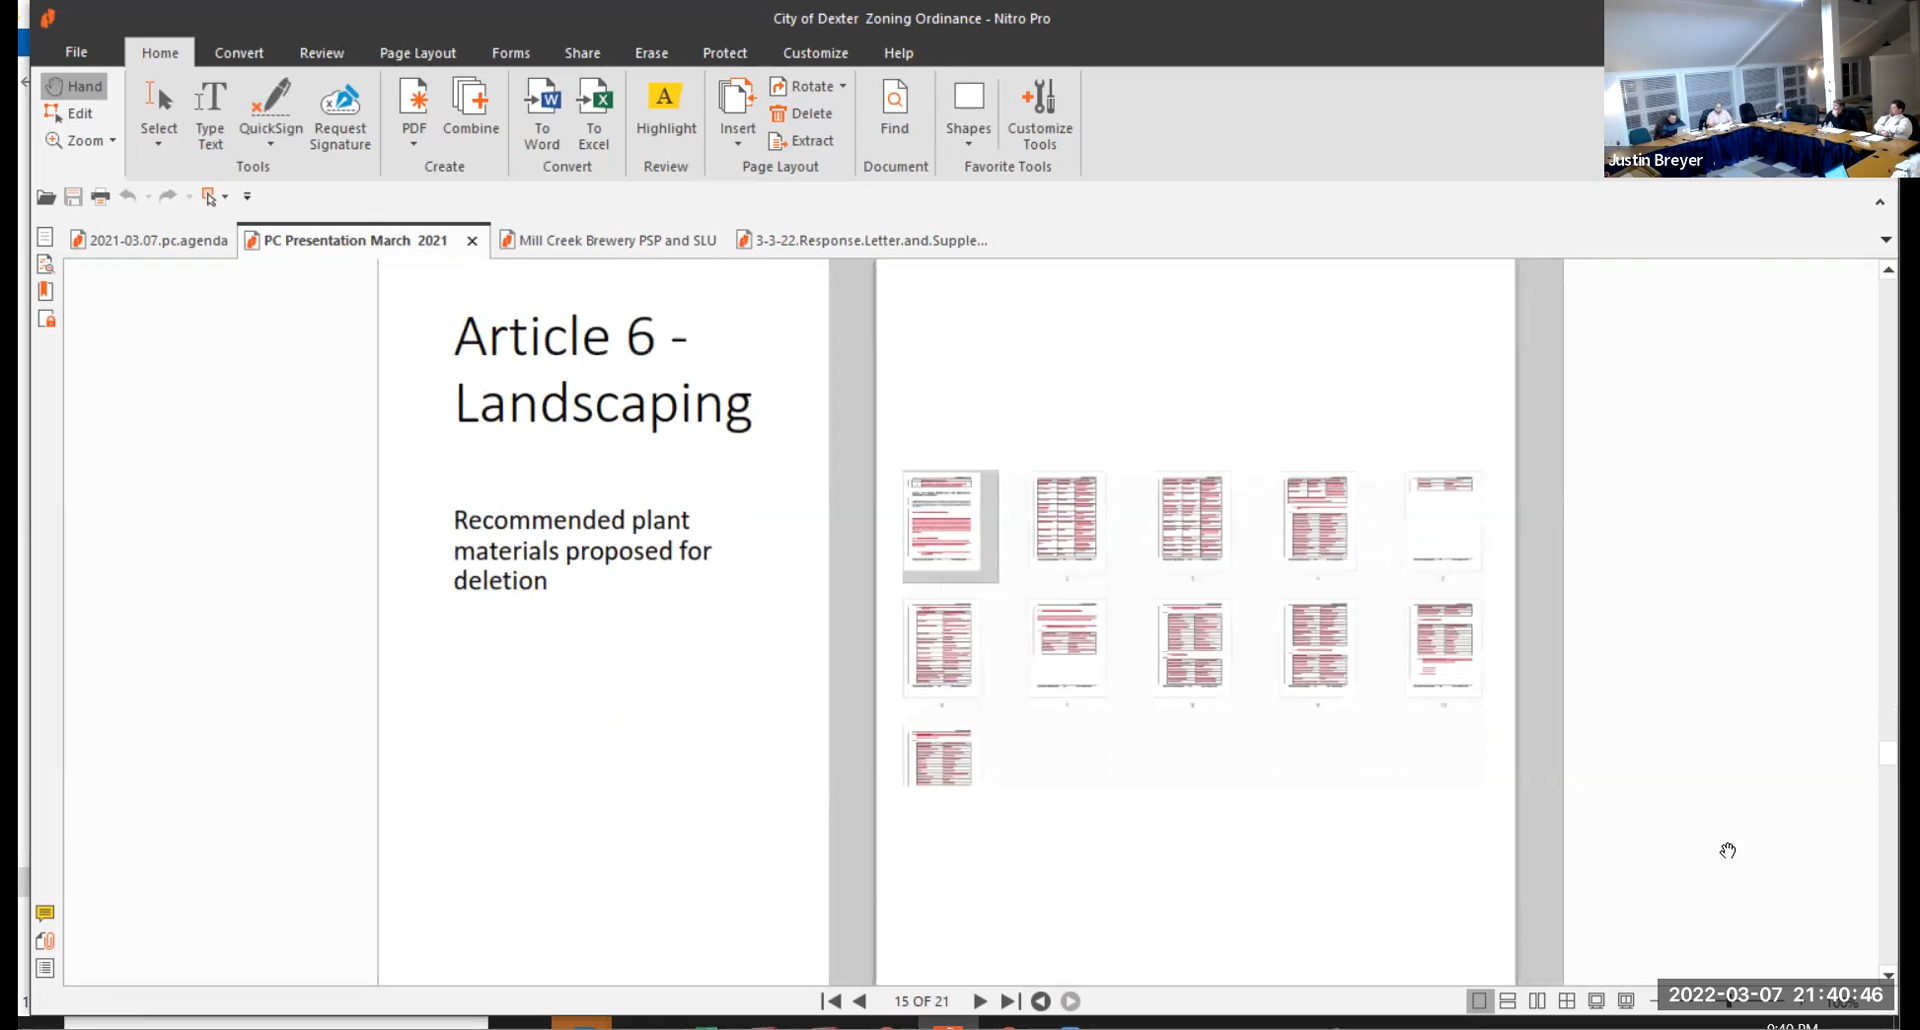 City of Dexter Zoning Ordinance - Nitro Pro
File
Home
Convert
Review
Page Layout
Forms
Share
Erase
Protect
Customize
Help
Hand
Edit
Zoom
Select
Type
Text
QuickSign
Request
Signature
Tools
PDF
Combine
Create
To
Word
To
Excel
Convert
Highlight
Review
Insert
Rotate
Delete
Extract
Page Layout
Find
Document
Shapes
Customize
Tools
Favorite Tools
Justin Breyer
2021-03.07.pc.agenda
PC Presentation March 2021
Mill Creek Brewery PSP and SLU
3-3-22.Response.Letter.and.Supple...
Article 6 -
Landscaping
Recommended plant
materials proposed for
deletion
15 OF 21
2022-03-07 21:40:46